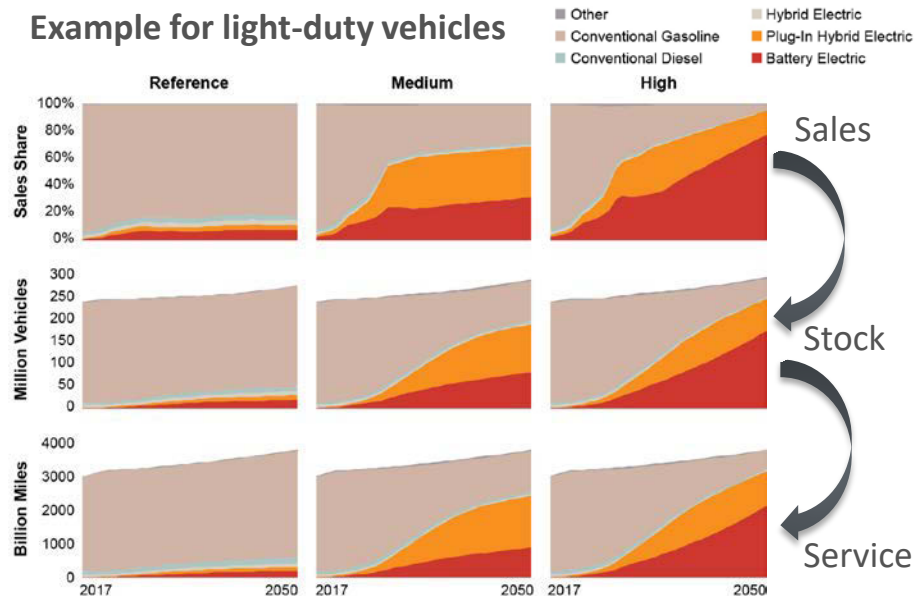 Example for light-duty vehicles
Other
Hybrid Electric
Conventional Gasoline
Plug-In Hybrid Electric
Conventional Diesel
Battery Electric
Reference
Medium
High
Sales Share
100%
80%
60%
40%
20%
0%
Sales
Million Vehicles
300
250
200
150
100
50
0
Stock
Billion Miles
4000
3000
2000
1000
0
Service
2017
2050
2017
2050
2017
2050